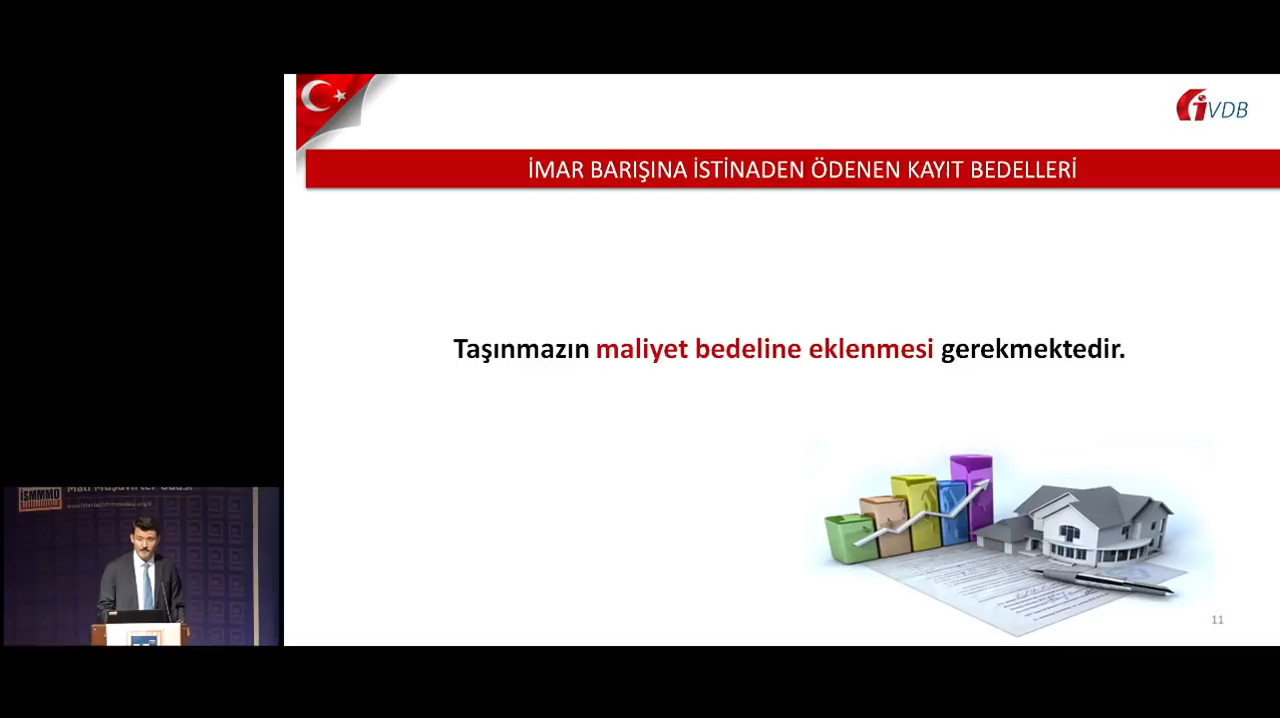 İVDB
İMAR BARIŞINA İSTİNADEN ÖDENEN KAYIT BEDELLERİ
Taşınmazın maliyet bedeline eklenmesi gerekmektedir.
11
İSMMMO
Mali Müşavirler Odası